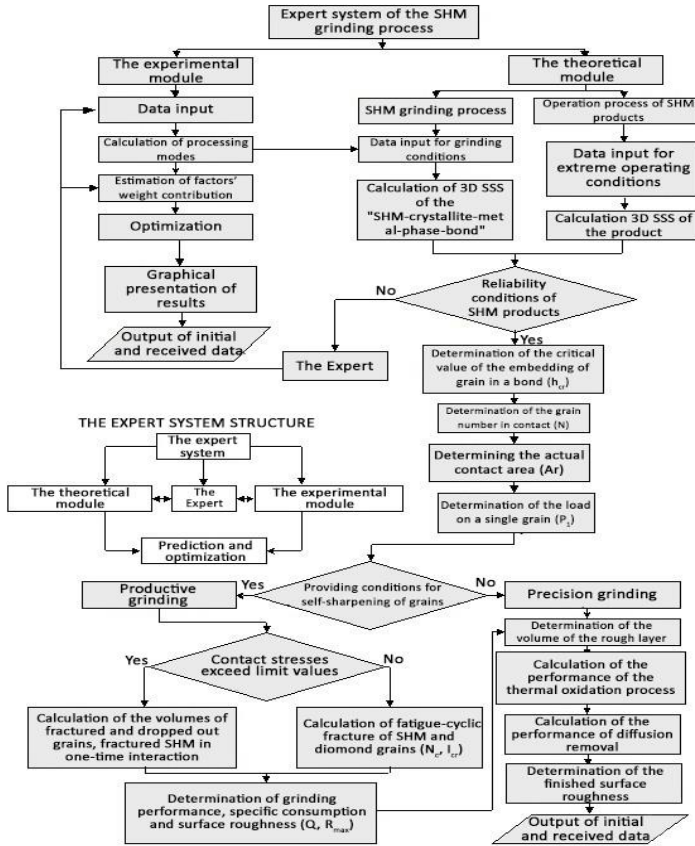 Expert system of the SHM
grinding process
The experimental
module
The theoretical
module
Data input
SHM grinding process
Operation process of SHM
products
Calculation of processing
modes
Data input for grinding
conditions
Data input for
extreme operating
conditions
Estimation of factors'
weight contribution
Calculation of 3D SSS
of the
"SHM-crystallite-met
al-phase-bond"
Optimization
Calculation 3D SSS of
the product
Graphical
presentation of
results
No
Reliability
conditions of
SHM products
Output of initial
and received data
The Expert
Yes
Determination of the critical
value of the embedding of
grain in a bond (hcr)
Determination of the grain
number in contact (N)
Determining the actual
contact area (Ar)
Determination of the load
on a single grain (P1)
THE EXPERT SYSTEM STRUCTURE
The expert
system
The theoretical
module
The
Expert
The experimental
module
Prediction and
optimization
Productive
grinding
Yes
Providing conditions for
self-sharpening of grains
No
Precision grinding
Determination of the
volume of the rough layer
Yes
Contact stresses
exceed limit values
No
Calculation of the
performance of the
thermal oxidation process
Calculation of the volumes of
fractured and dropped out
grains, fractured SHM in
one-time interaction
Calculation of fatigue-cyclic
fracture of SHM and
diomond grains (Nc, Icr)
Calculation of the
performance of diffusion
removal
Determination of the
finished surface
roughness
Determination of grinding
performance, specific consumption
and surface roughness (Q, Rmax)
Output of initial
and received data